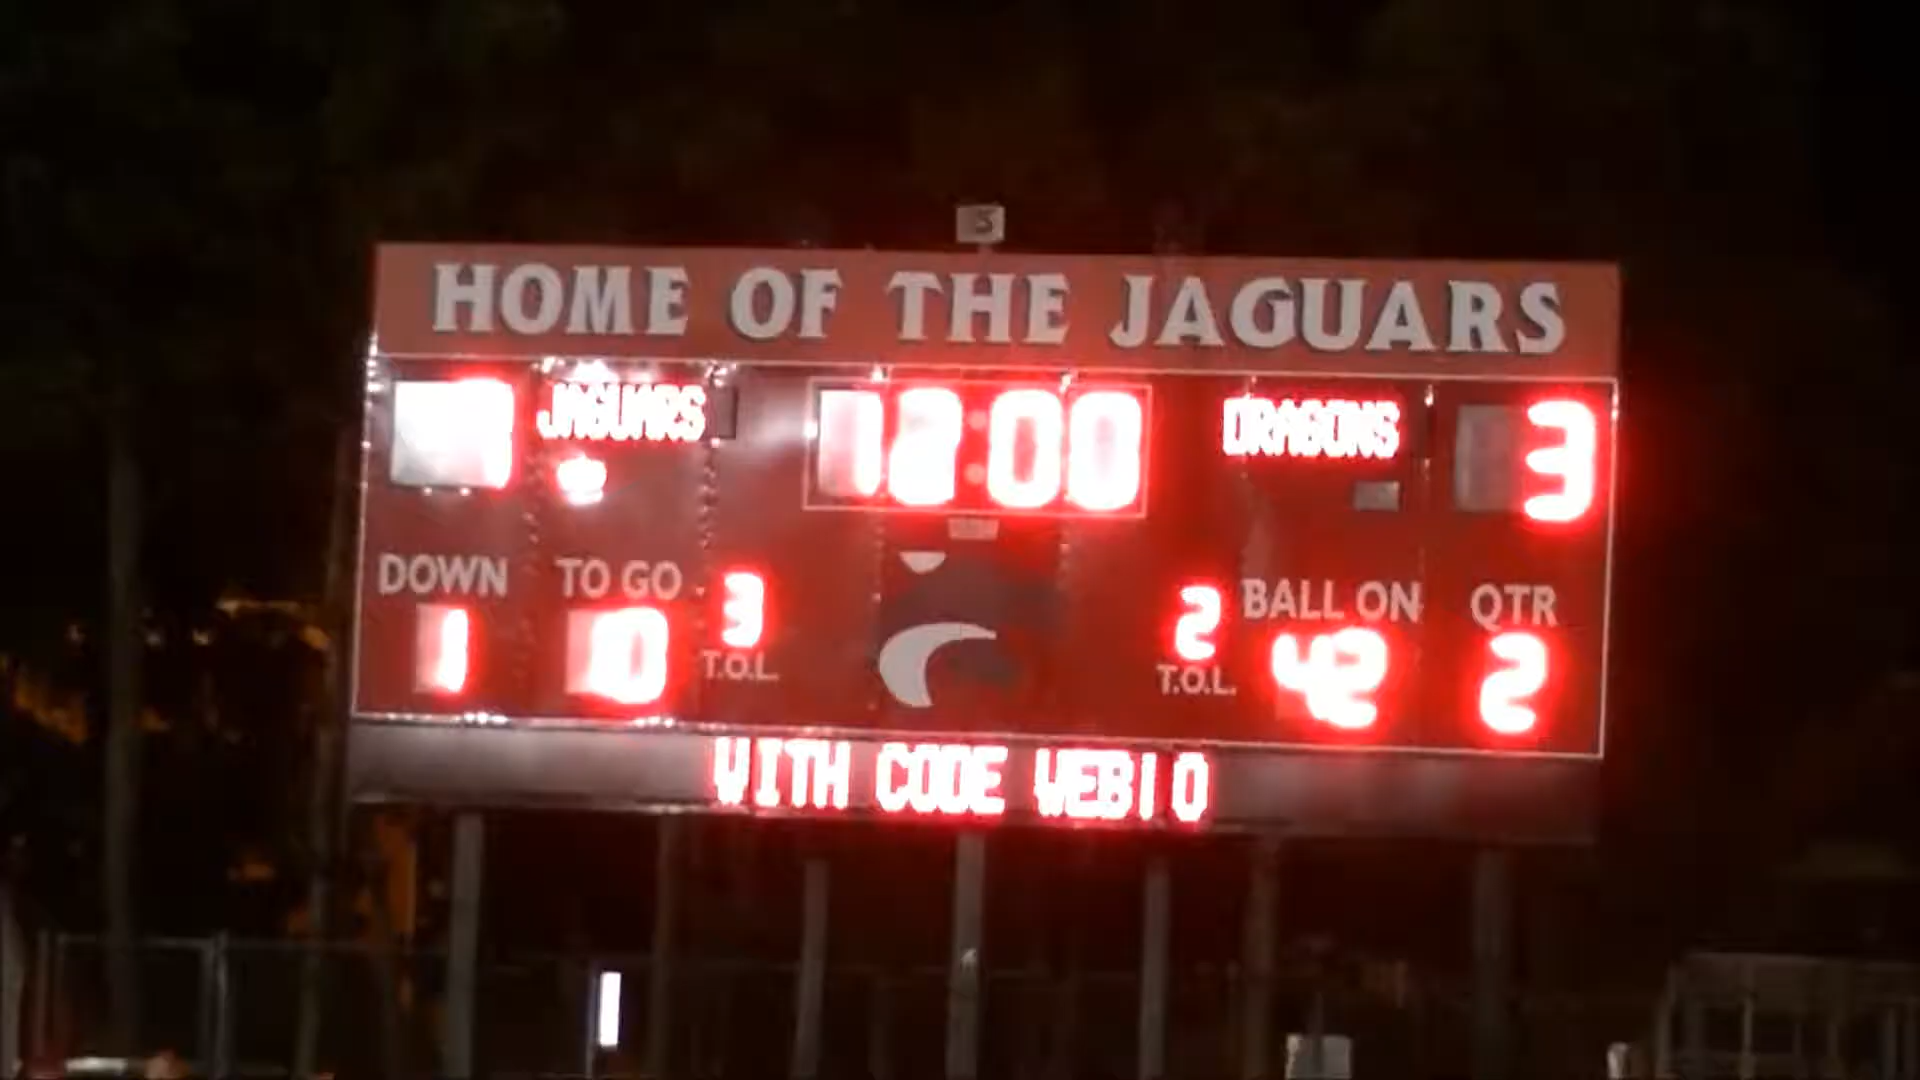 HOME OF THE JAGUARS
JAGUARS
12:00
DRAGONS
3
DOWN
TO GO
BALL ON
QTR
1
10
3
2
42
2
T.O.L.
T.O.L.
WITH CODE WEB10